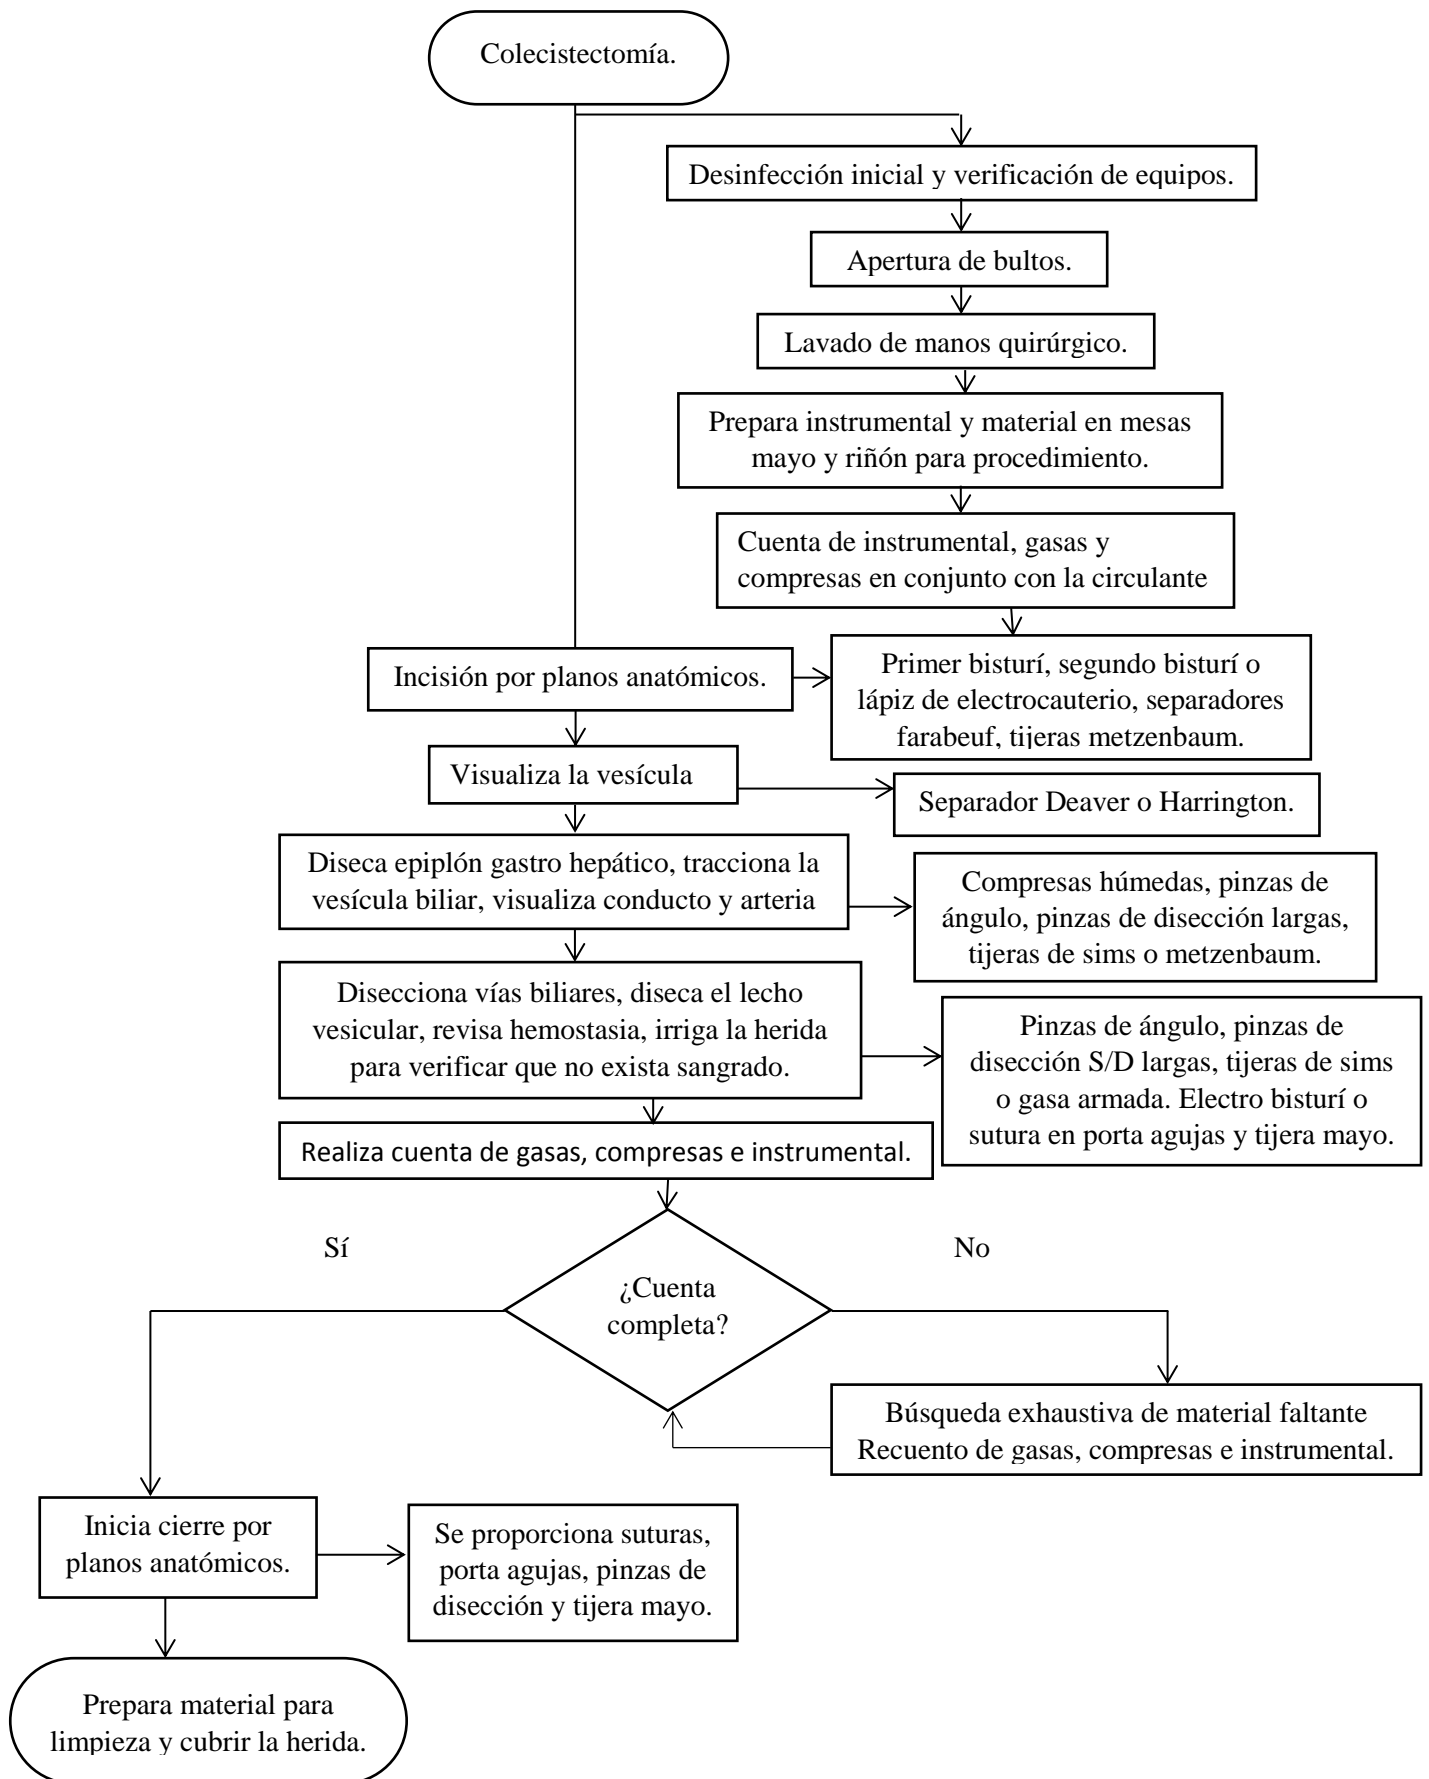 Colecistectomía.
Desinfección inicial y verificación de equipos.
Apertura de bultos.
Lavado de manos quirúrgico.
Prepara instrumental y material en mesas
mayo y riñón para procedimiento.
Cuenta de instrumental, gasas y
compresas en conjunto con la circulante
Incisión por planos anatómicos.
Primer bisturí, segundo bisturí o
lápiz de electrocauterio, separadores
farabeuf, tijeras metzenbaum.
Visualiza la vesícula
Separador Deaver o Harrington.
Diseca epiplón gastro hepático, tracciona la
vesícula biliar, visualiza conducto y arteria
Compresas húmedas, pinzas de
ángulo, pinzas de disección largas,
tijeras de sims o metzenbaum.
Disecciona vías biliares, diseca el lecho
vesicular, revisa hemostasia, irriga la herida
para verificar que no exista sangrado.
Pinzas de ángulo, pinzas de
disección S/D largas, tijeras de sims
o gasa armada. Electro bisturí o
sutura en porta agujas y tijera mayo.
Realiza cuenta de gasas, compresas e instrumental.
Sí
No
¿Cuenta
completa?
Búsqueda exhaustiva de material faltante
Recuento de gasas, compresas e instrumental.
Inicia cierre por
planos anatómicos.
Se proporciona suturas,
porta agujas, pinzas de
disección y tijera mayo.
Prepara material para
limpieza y cubrir la herida.